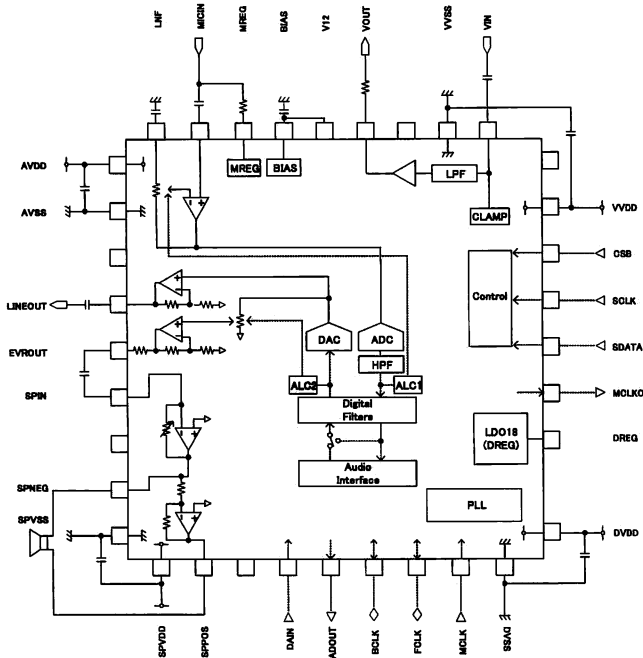 LNF
MICIN
MREG
BIAS
V12
VOUT
VVSS
VIN
AVDD
AVSS
LINEOUT
EVROUT
SPIN
SPNEG
SPVSS
MREG
BIAS
LPF
CLAMP
VVDD
CSB
SCLK
SDATA
MCLKO
DREG
DVDD
Control
DAC
ADC
HPF
ALC2
ALC1
Digital
Filters
Audio
Interface
LDO18
(DREG)
PLL
SPVDD
SPPOS
DAIN
ADOUT
BCLK
FCLK
MCLK
DVSS